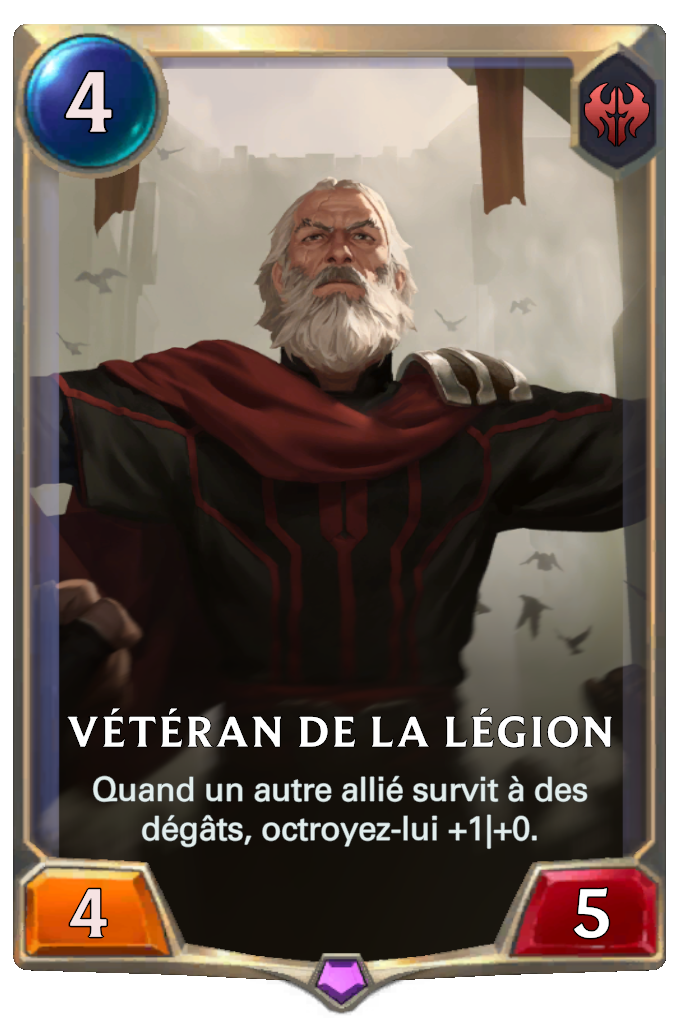 4
VÉTÉRAN DE LA LÉGION
Quand un autre allié survit à des
dégâts, octroyez-lui +1|+0.
4
5